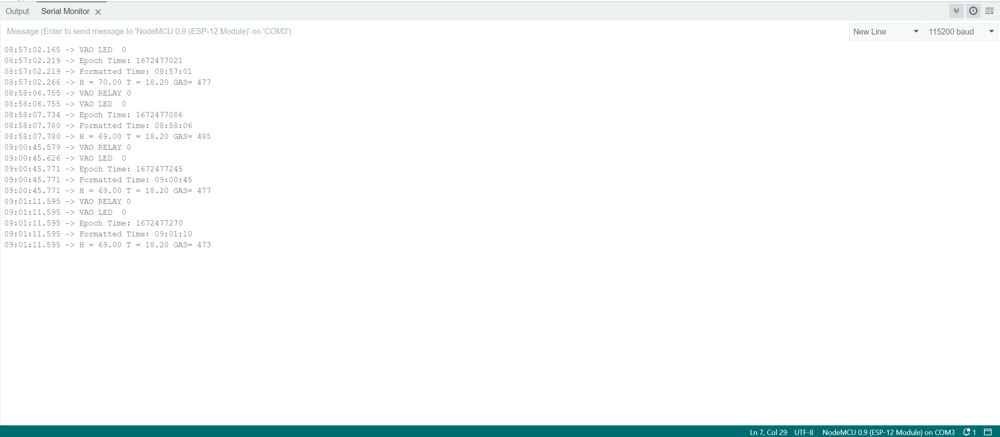 Output Serial Monitor
Message (Enter to send message to 'NodeMCU 0.9 (ESP-12 Module)' on 'COM3') New Line 115200 baud
08:57:02.165 -> VAO LED  0
08:57:02.219 -> Epoch Time: 1672477021
08:57:02.219 -> Formatted Time: 08:57:01
08:57:02.266 -> H = 70.00 T = 18.20 GAS= 477
08:58:06.755 -> VAO RELAY 0
08:58:06.755 -> VAO LED  0
08:58:07.734 -> Epoch Time: 1672477086
08:58:07.780 -> Formatted Time: 08:58:06
08:58:07.780 -> H = 69.00 T = 18.20 GAS= 485
09:00:45.579 -> VAO RELAY 0
09:00:45.626 -> VAO LED  0
09:00:45.771 -> Epoch Time: 1672477245
09:00:45.771 -> Formatted Time: 09:00:45
09:00:45.771 -> H = 69.00 T = 18.20 GAS= 477
09:01:11.595 -> VAO RELAY 0
09:01:11.595 -> VAO LED  0
09:01:11.595 -> Epoch Time: 1672477270
09:01:11.595 -> Formatted Time: 09:01:10
09:01:11.595 -> H = 69.00 T = 18.20 GAS= 473
Ln 7, Col 29 UTF-8 NodeMCU 0.9 (ESP-12 Module) on COM3 1